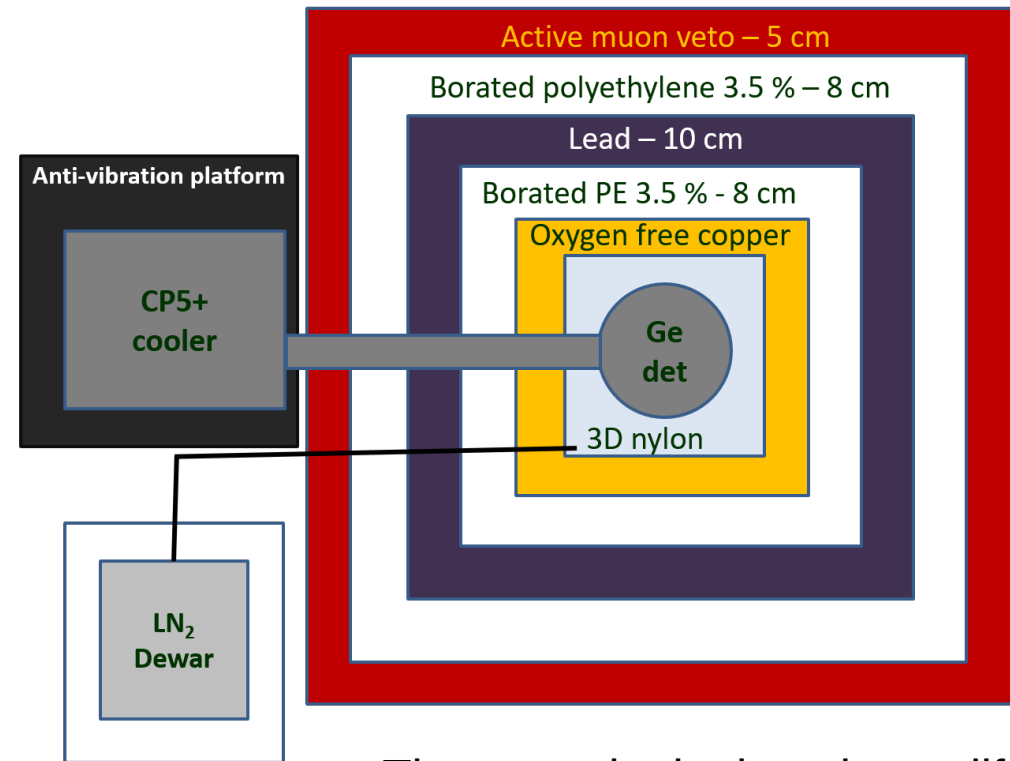 Active muon veto – 5 cm
Borated polyethylene 3.5 % – 8 cm
Lead – 10 cm
Anti-vibration platform
Borated PE 3.5 % - 8 cm
Oxygen free copper
CP5+
cooler
Ge
det
3D nylon
LN₂
Dewar